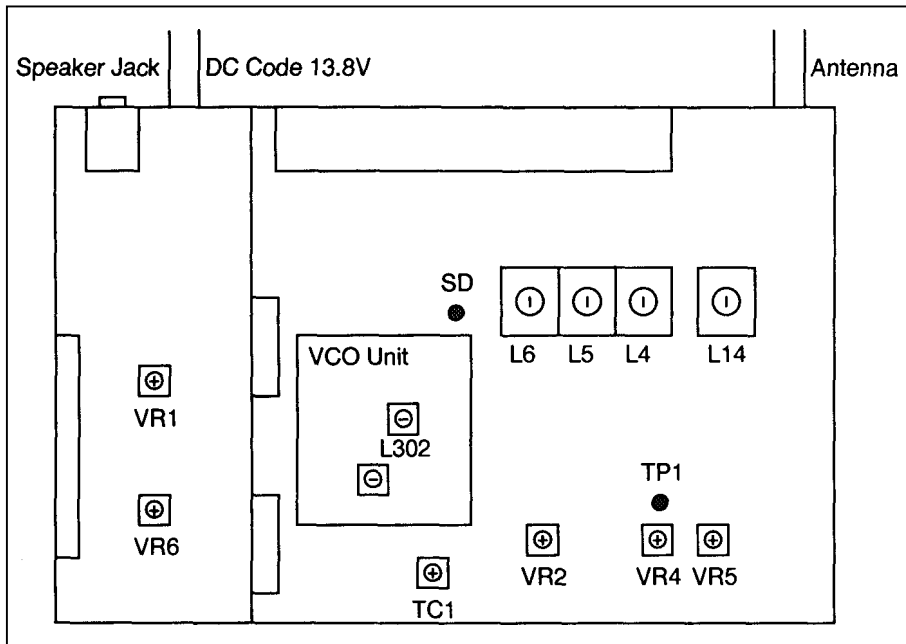 Speaker Jack
DC Code 13.8V
Antenna
SD
L6
L5
L4
L14
VCO Unit
VR1
L302
TP1
VR6
VR2
VR4
VR5
TC1